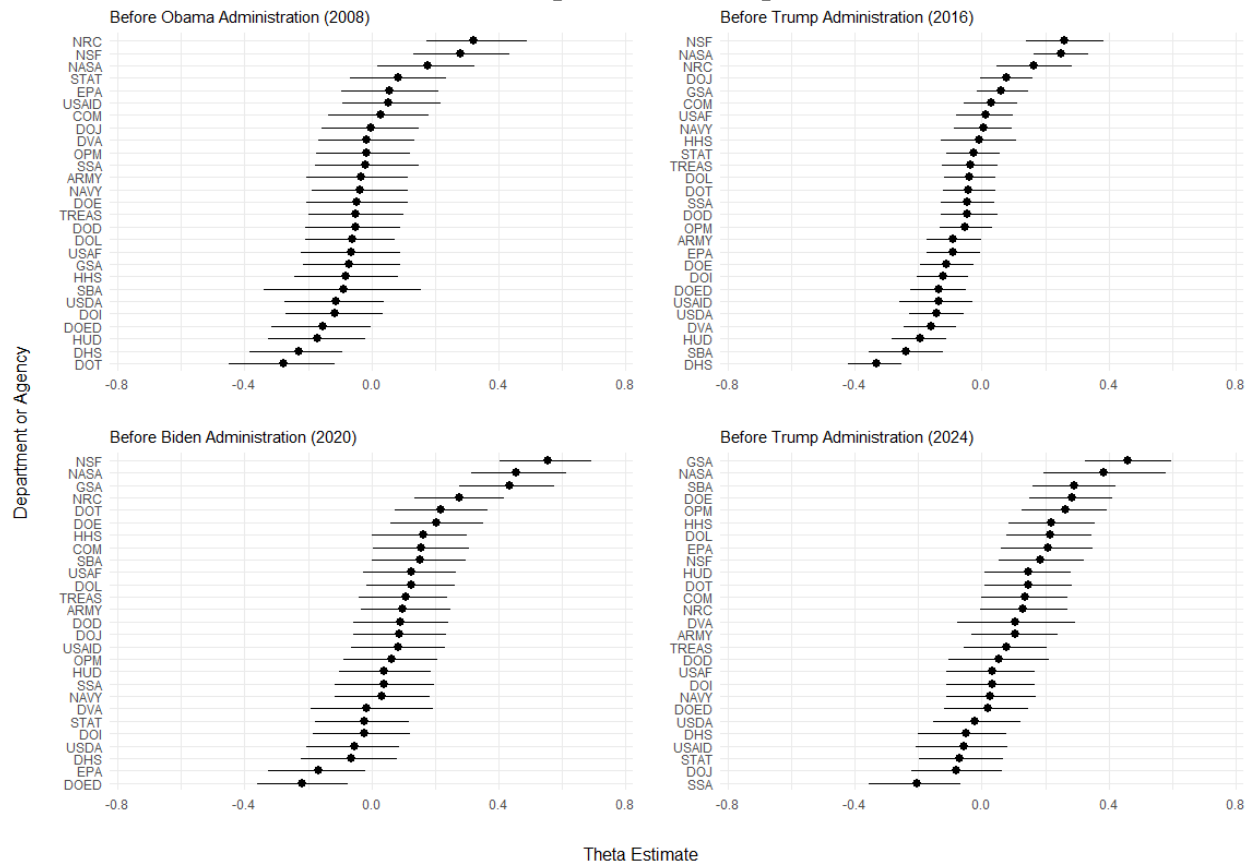 Before Obama Administration (2008)
NRC
NSF
NASA
STAT
EPA
USAID
COM
DOJ
DVA
OPM
SSA
ARMY
NAVY
DOE
TREAS
DOD
DOL
USAF
GSA
HHS
SBA
USDA
DOI
DOED
HUD
DHS
DOT
-0.8 -0.4 0.0 0.4 0.8
Before Trump Administration (2016)
NSF
NASA
NRC
DOJ
GSA
COM
USAF
NAVY
HHS
STAT
TREAS
DOL
DOT
SSA
DOD
OPM
ARMY
EPA
DOE
DOI
DOED
USAID
USDA
DVA
HUD
SBA
DHS
-0.8 -0.4 0.0 0.4 0.8
Department or Agency
Before Biden Administration (2020)
NSF
NASA
GSA
NRC
DOT
DOE
HHS
COM
SBA
USAF
DOL
TREAS
ARMY
DOD
DOJ
USAID
OPM
HUD
SSA
NAVY
DVA
STAT
DOI
USDA
DHS
EPA
DOED
-0.8 -0.4 0.0 0.4 0.8
Before Trump Administration (2024)
GSA
NASA
SBA
DOE
OPM
HHS
DOL
EPA
NSF
HUD
DOT
COM
NRC
DVA
ARMY
TREAS
DOD
USAF
DOI
NAVY
DOED
USDA
DHS
USAID
STAT
DOJ
SSA
-0.8 -0.4 0.0 0.4 0.8
Theta Estimate